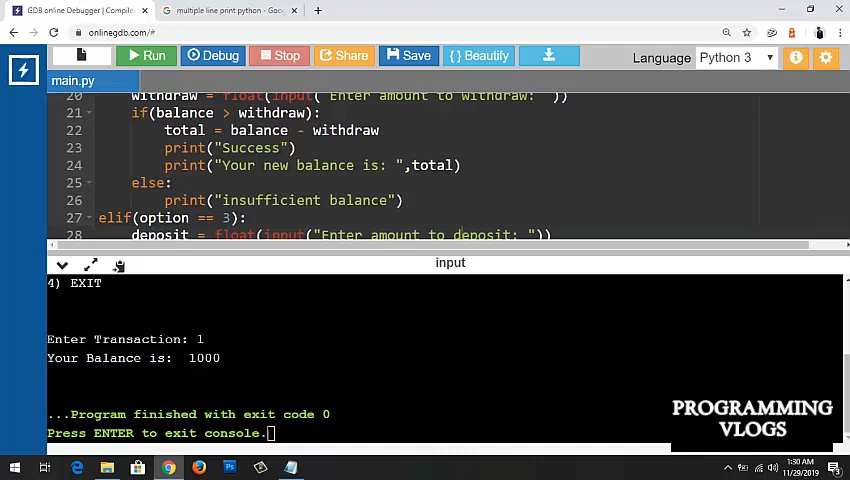 GDB online Debugger | Compiler
multiple line print python - Goo
onlinegdb.com/#
Run
Debug
Stop
Share
Save
{ } Beautify
Language
Python 3
main.py
20 withdraw = float(input("Enter amount to withdraw: "))
21 if(balance > withdraw):
22 total = balance - withdraw
23 print("Success")
24 print("Your new balance is: ",total)
25 else:
26 print("insufficient balance")
27 elif(option == 3):
28 deposit = float(input("Enter amount to deposit: "))
input
4) EXIT
Enter Transaction: 1
Your Balance is:  1000
...Program finished with exit code 0
Press ENTER to exit console.
PROGRAMMING
VLOGS
1:30 AM
11/29/2019